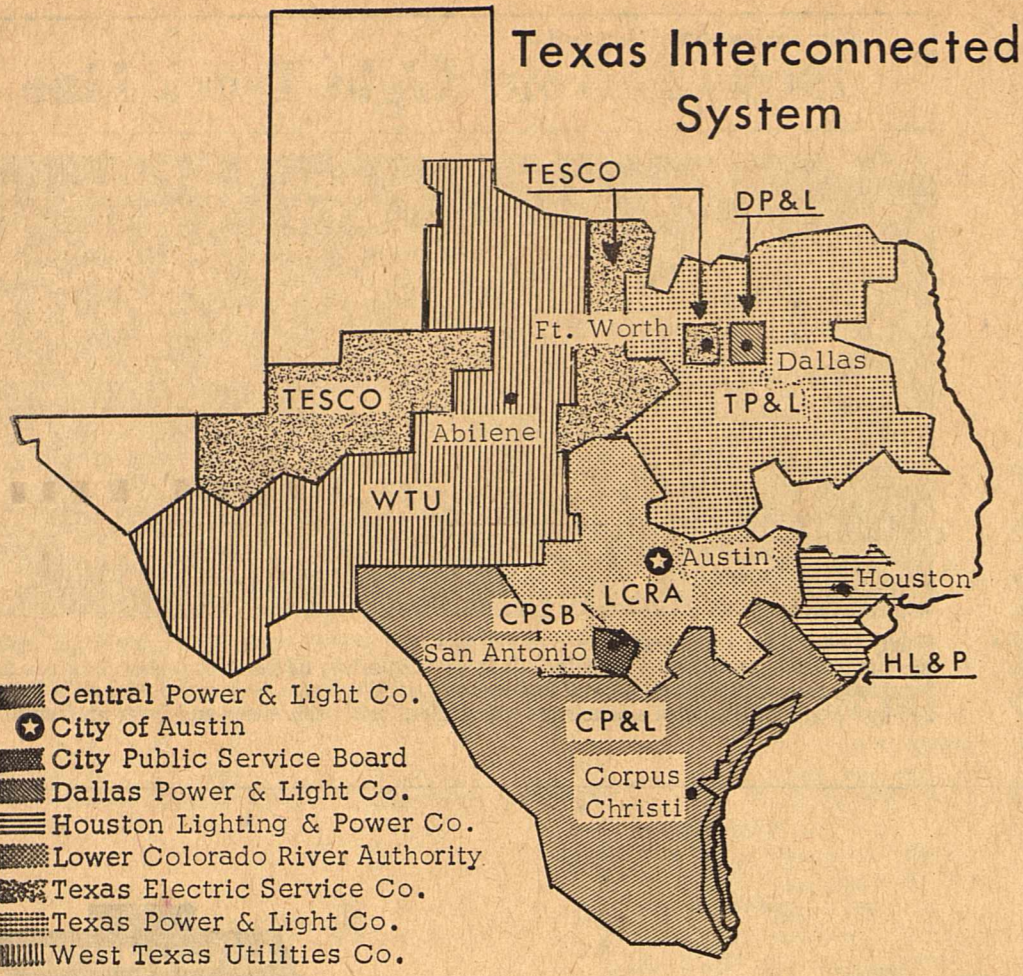 Texas Interconnected
System
TESCO
DP&L
Ft. Worth
Dallas
TESCO
TP&L
Abilene
WTU
Austin
Houston
LCRA
CPSB
San Antonio
HL&P
CP&L
Corpus
Christi
Central Power & Light Co.
City of Austin
City Public Service Board
Dallas Power & Light Co.
Houston Lighting & Power Co.
Lower Colorado River Authority
Texas Electric Service Co.
Texas Power & Light Co.
West Texas Utilities Co.